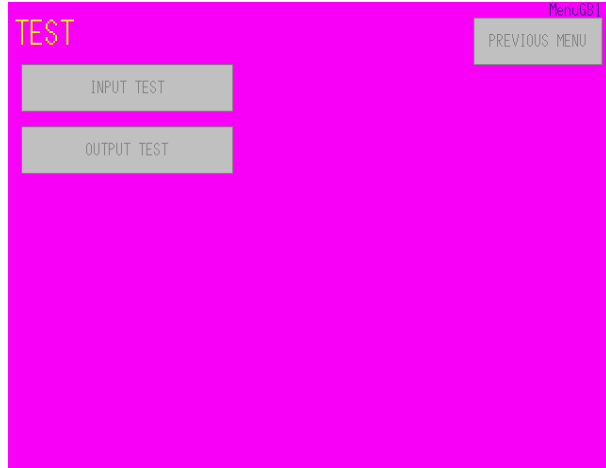 MenuGB1
TEST
PREVIOUS MENU
INPUT TEST
OUTPUT TEST